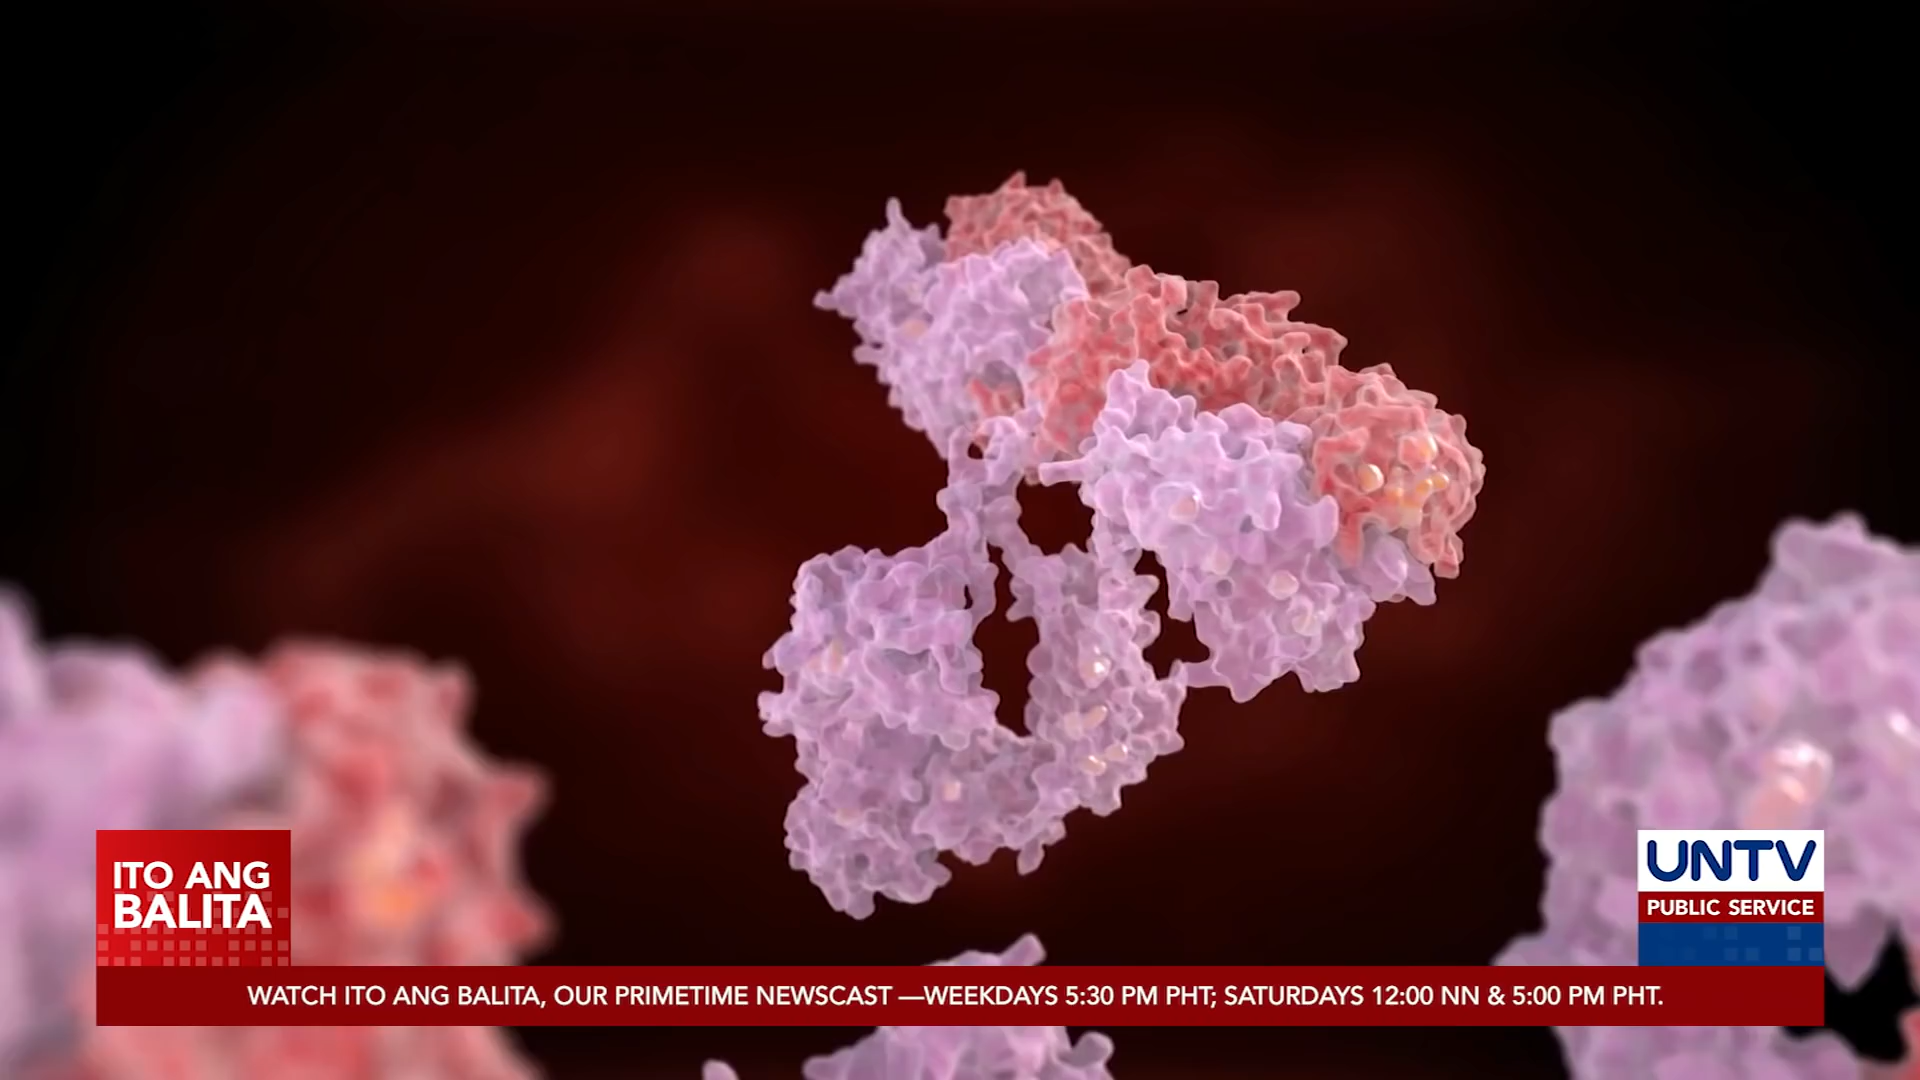 ITO ANG
BALITA
UNTV
PUBLIC SERVICE
WATCH ITO ANG BALITA, OUR PRIMETIME NEWSCAST —WEEKDAYS 5:30 PM PHT; SATURDAYS 12:00 NN & 5:00 PM PHT.